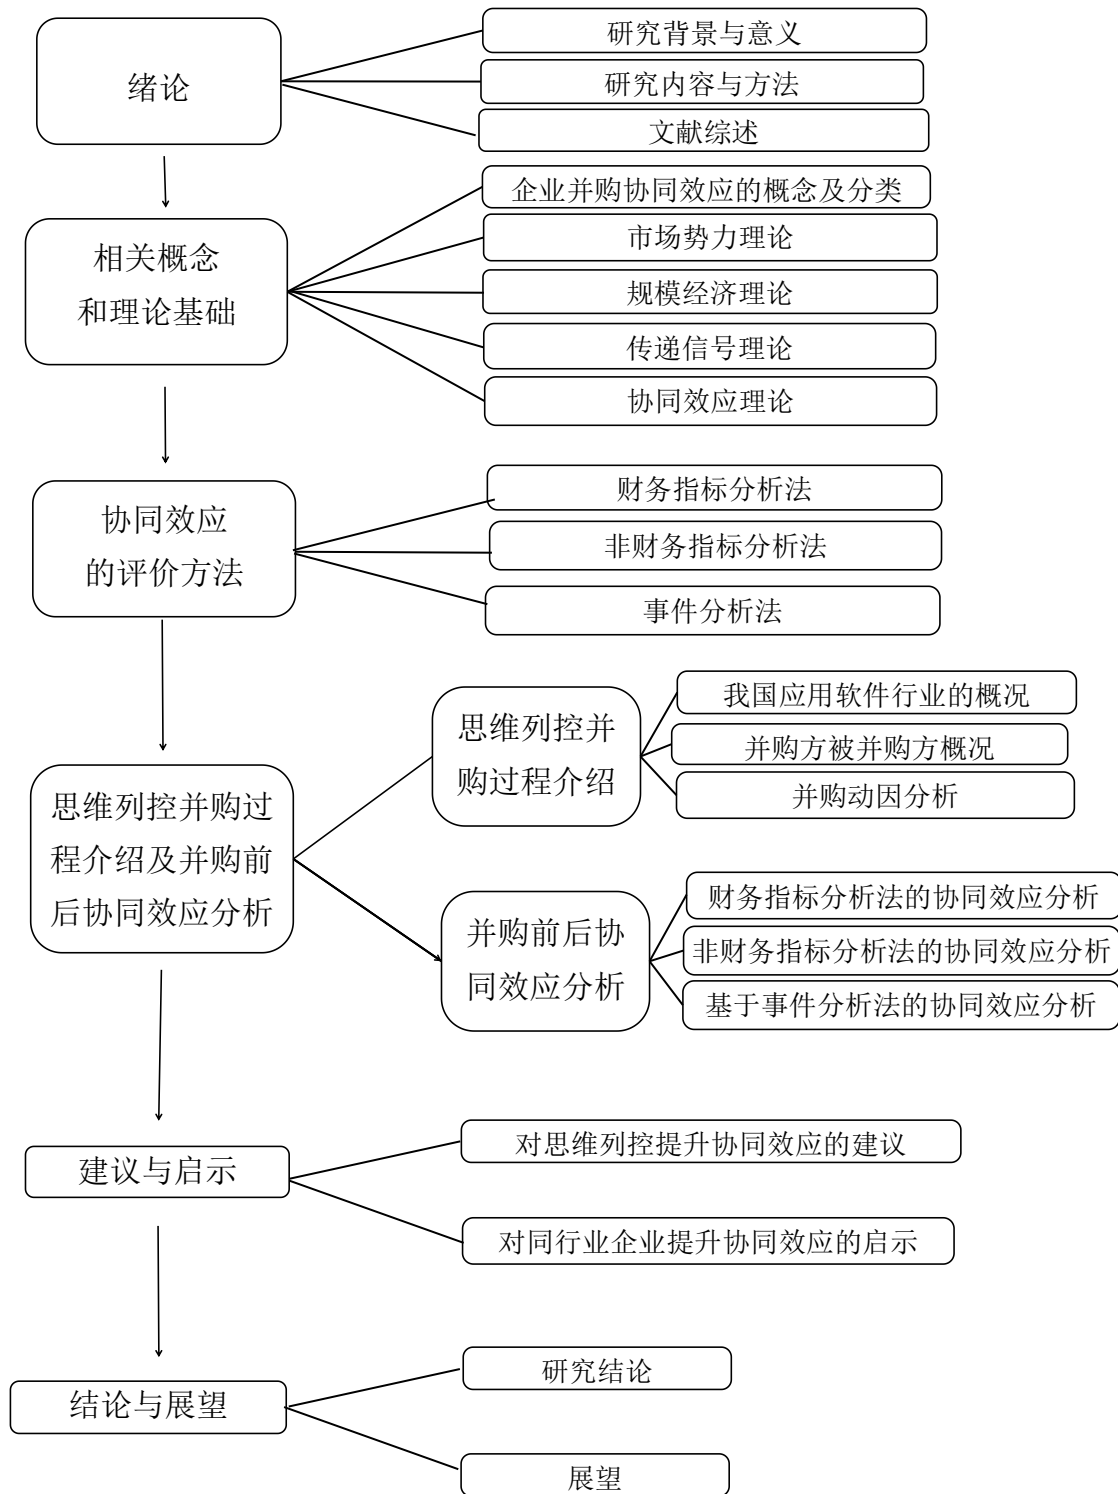 绪论
研究背景与意义
研究内容与方法
文献综述
相关概念
和理论基础
企业并购协同效应的概念及分类
市场势力理论
规模经济理论
传递信号理论
协同效应理论
协同效应
的评价方法
财务指标分析法
非财务指标分析法
事件分析法
思维列控并购过
程介绍及并购前
后协同效应分析
思维列控并
购过程介绍
我国应用软件行业的概况
并购方被并购方概况
并购动因分析
并购前后协
同效应分析
财务指标分析法的协同效应分析
非财务指标分析法的协同效应分析
基于事件分析法的协同效应分析
建议与启示
对思维列控提升协同效应的建议
对同行业企业提升协同效应的启示
结论与展望
研究结论
展望